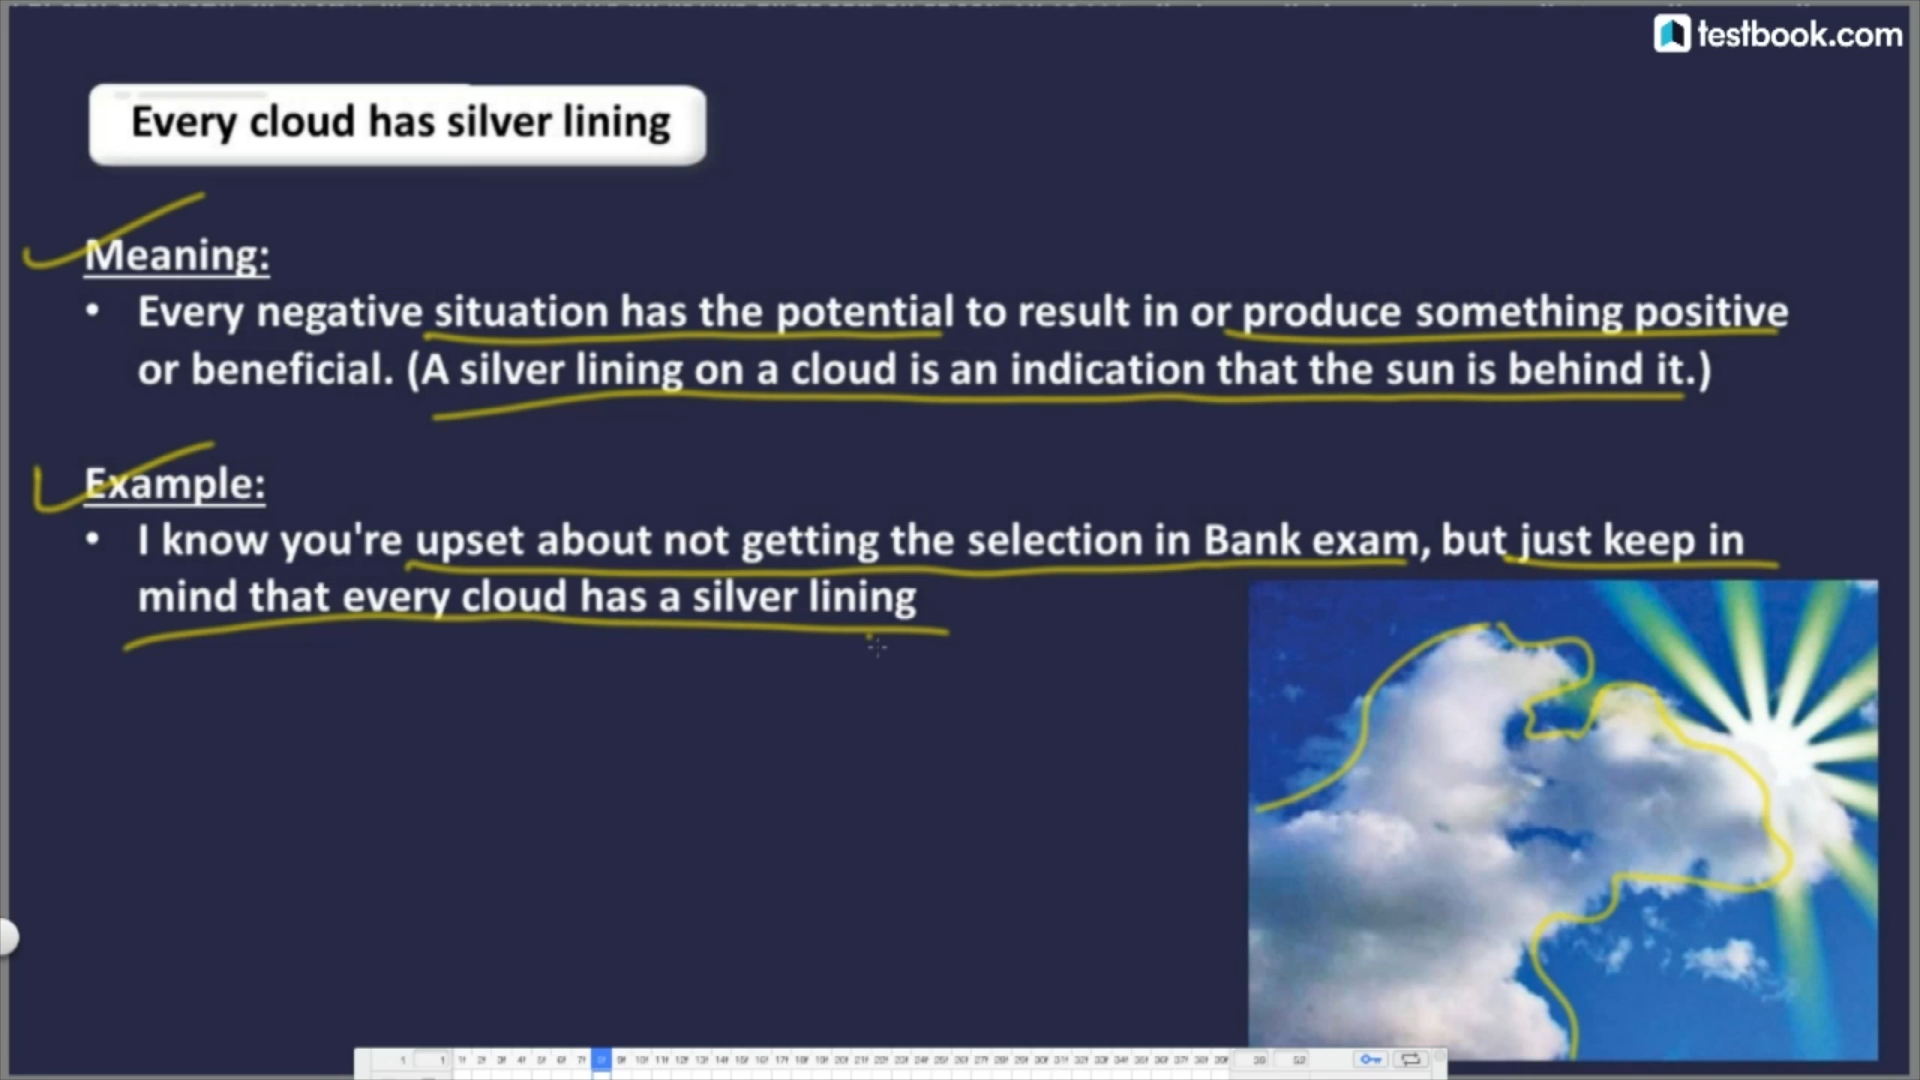 testbook.com
Every cloud has silver lining
Meaning:
• Every negative situation has the potential to result in or produce something positive
or beneficial. (A silver lining on a cloud is an indication that the sun is behind it.)
Example:
• I know you're upset about not getting the selection in Bank exam, but just keep in
mind that every cloud has a silver lining